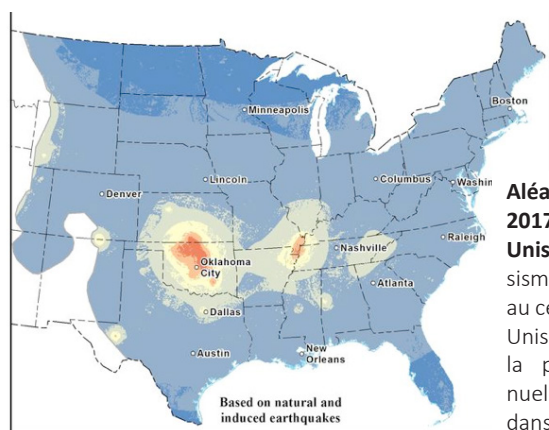 Minneapolis
Boston
Lincoln
Columbus
Washin
Denver
Oklahoma
City
Nashville
Raleigh
Atlanta
Dallas
Austin
New
Orleans
Based on natural and
induced earthquakes
Aléa
2017
Unis
sism
au ce
Unis
la p
nuel
dans